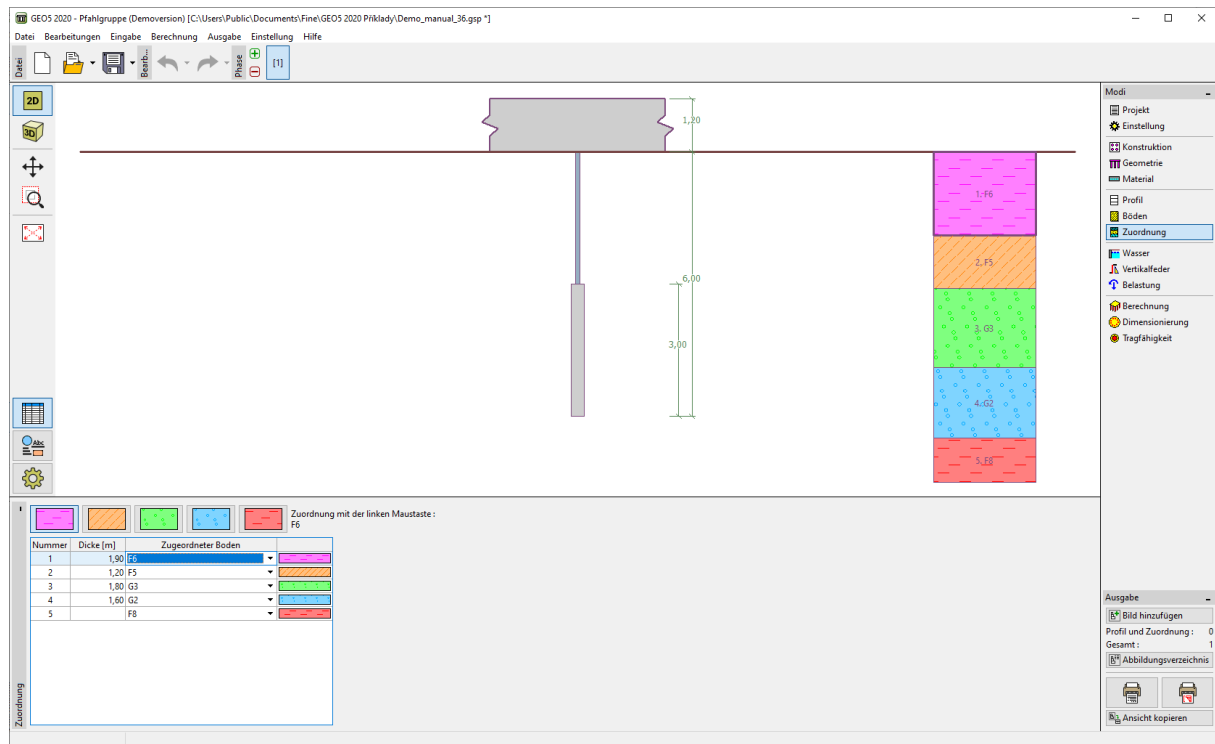 GEO5 2020 - Pfahlgruppe (Demoversion) [C:\Users\Public\Documents\Fine\GEO5 2020 Příklady\Demo_manual_36.gsp *]
Datei Bearbeitungen Eingabe Berechnung Ausgabe Einstellung Hilfe
Datei
Bearb...
Phase
[1]
2D
3D
Abc
1,20
6,00
3,00
1. F6
2. F5
3. G3
4. G2
5. F8
Modi
Projekt
Einstellung
Konstruktion
Geometrie
Material
Profil
Böden
Zuordnung
Wasser
Vertikalfeder
Belastung
Berechnung
Dimensionierung
Tragfähigkeit
Zuordnung mit der linken Maustaste :
F6
Nummer Dicke [m] Zugeordneter Boden
1 1,90 F6
2 1,20 F5
3 1,80 G3
4 1,60 G2
5 F8
Zuordnung
Ausgabe
Bild hinzufügen
Profil und Zuordnung : 0
Gesamt : 1
Abbildungsverzeichnis
Ansicht kopieren